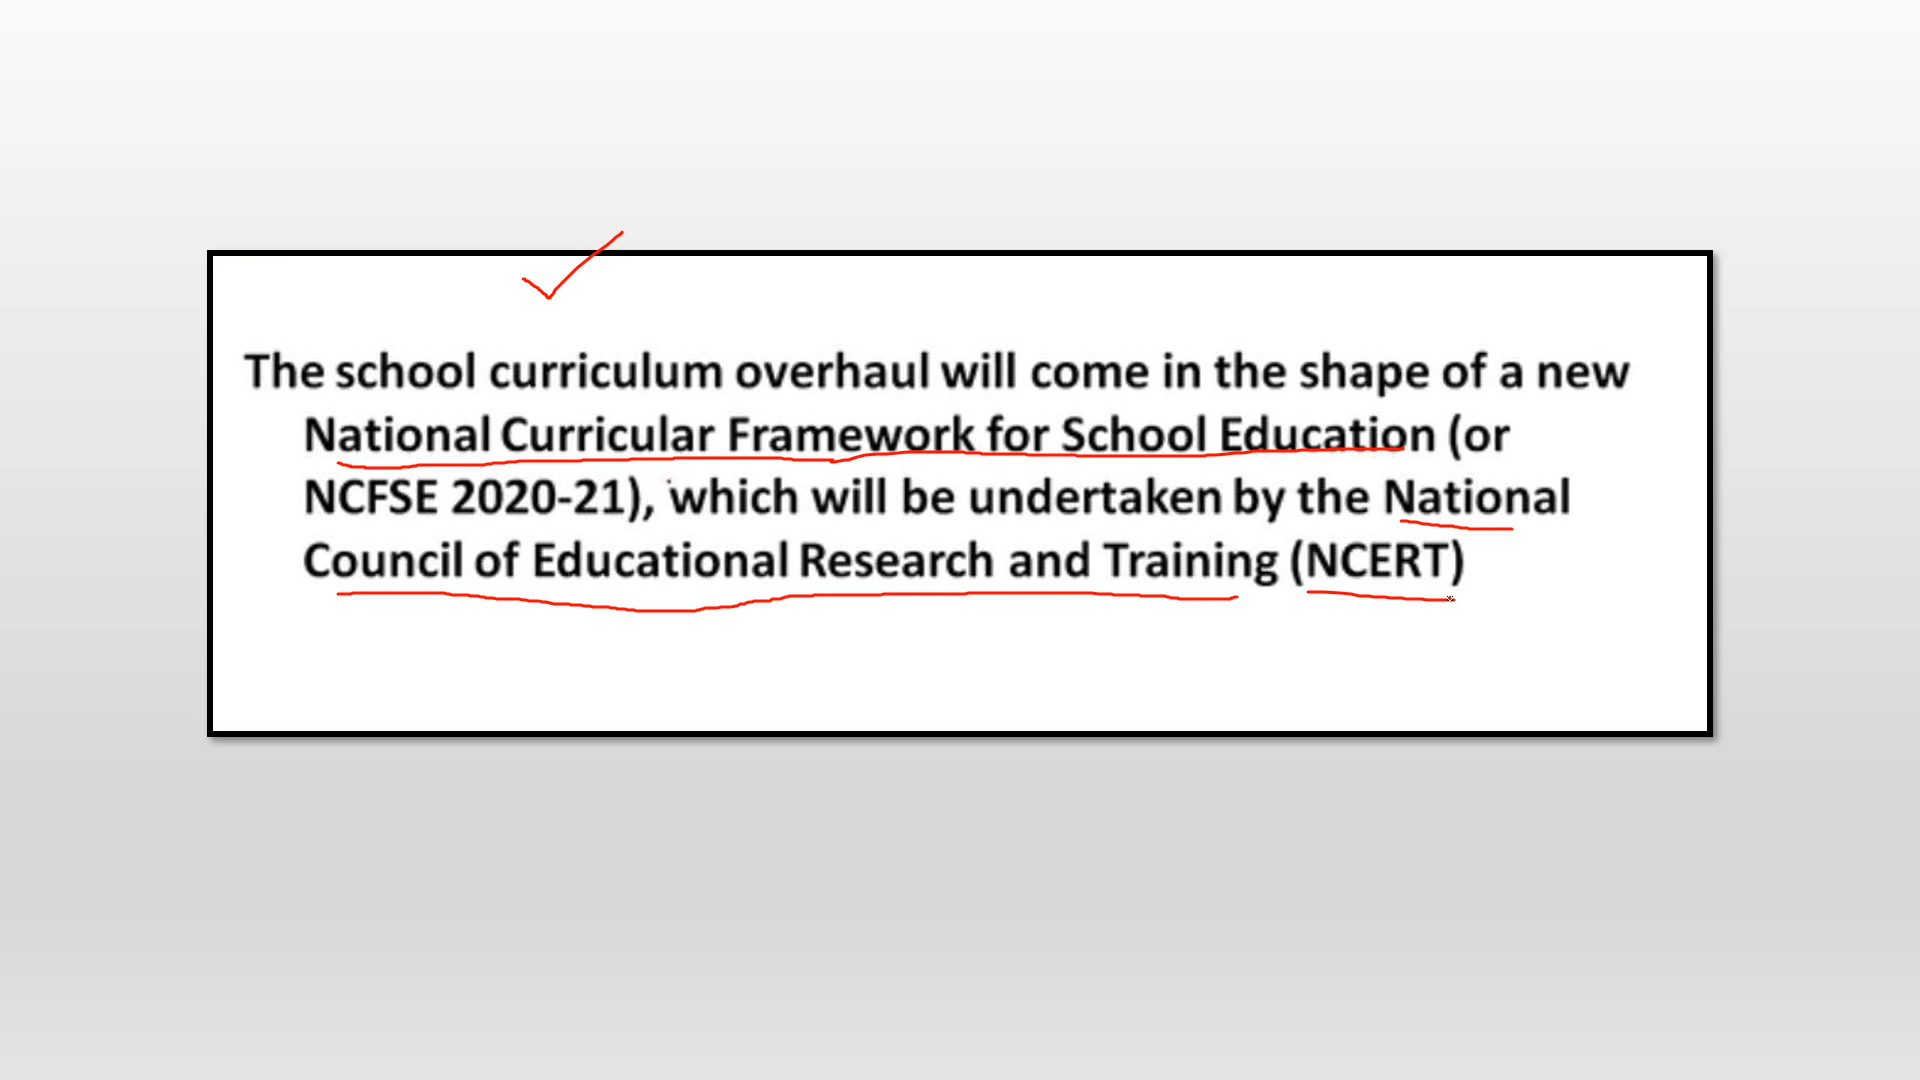 The school curriculum overhaul will come in the shape of a new
National Curricular Framework for School Education (or
NCFSE 2020-21), which will be undertaken by the National
Council of Educational Research and Training (NCERT)